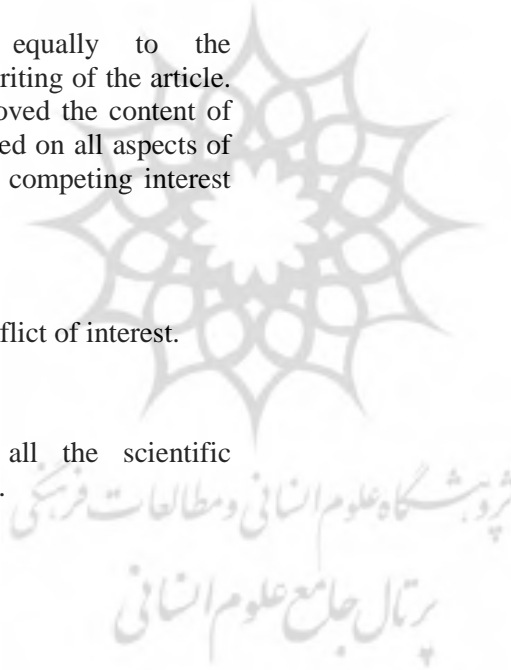 equally to the
riting of the article.
oved the content of
ed on all aspects of
competing interest
flict of interest.
all the scientific
.
پژوهشگاه علوم انسانی و مطالعات فرهنگی
پرتال جامع علوم انسانی